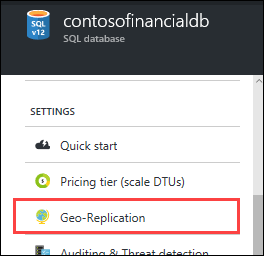 SQL
v12
contosofinancialdb
SQL database
SETTINGS
Quick start
Pricing tier (scale DTUs)
Geo-Replication
Auditing & Threat detection